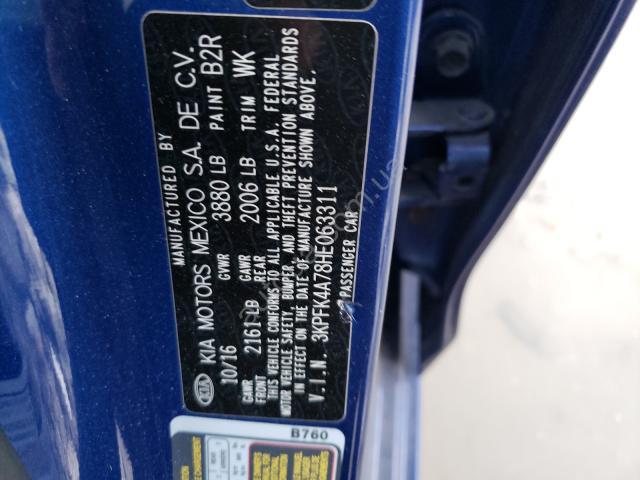 MANUFACTURED BY
KIA KIA MOTORS MEXICO S.A. DE C.V.
10/16 GVWR 3880 LB PAINT B2R
GAWR FRONT 2161 LB GAWR REAR 2006 LB TRIM WK
THIS VEHICLE CONFORMS TO ALL APPLICABLE U.S.A. FEDERAL
MOTOR VEHICLE SAFETY, BUMPER, AND THEFT PREVENTION STANDARDS
IN EFFECT ON THE DATE OF MANUFACTURE SHOWN ABOVE.
V.I.N. 3KPFK4A78HE063311
PASSENGER CAR
B760